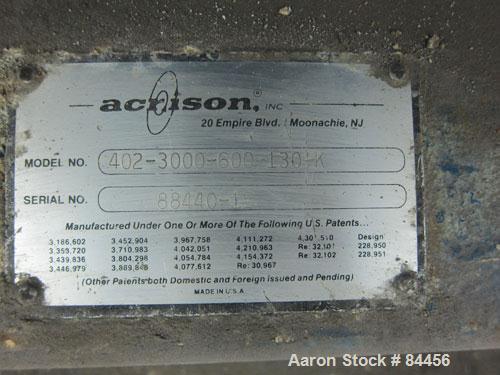 acrison,® INC
20 Empire Blvd. / Moonachie, NJ
MODEL NO. 402-3000-600-130-K
SERIAL NO. 88440-1
Manufactured Under One Or More Of The Following U.S. Patents...
3,186,602 3,452,904 3,967,758 4,111,272 4,301,510 Design
3,359,720 3,710,983 4,042,051 4,210,963 Re: 32,101 228,950
3,439,836 3,804,298 4,054,784 4,154,372 Re: 32,102 228,951
3,446,979 3,889,848 4,077,612 Re: 30,967
(Other Patents both Domestic and Foreign issued and Pending)
MADE IN U.S.A.
Aaron Stock # 84456